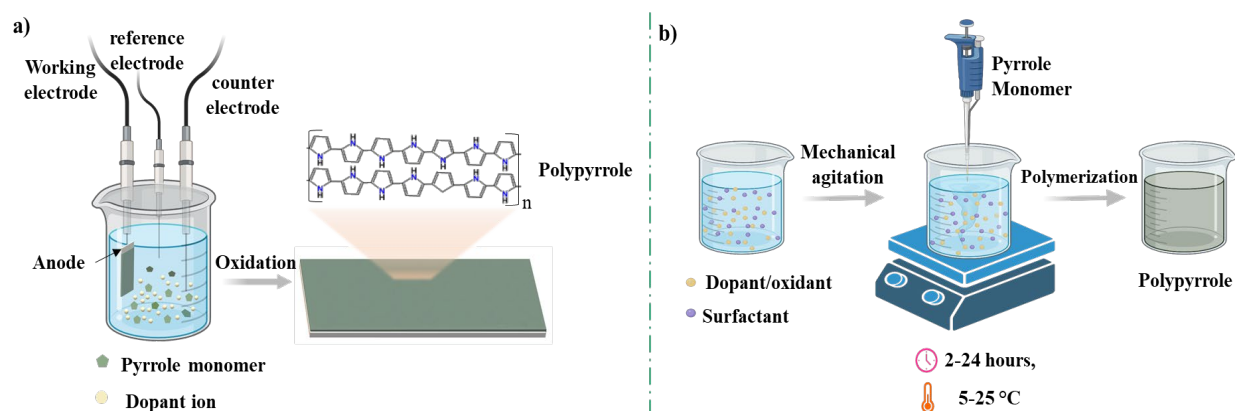 a)
reference
electrode
Working
electrode
counter
electrode
Anode
Oxidation
H H H H H H
N N N N N N N
N N N N N N
H H H H H H
n
Polypyrrole
Pyrrole monomer
Dopant ion
b)
Pyrrole
Monomer
Mechanical
agitation
Polymerization
Dopant/oxidant
Surfactant
Polypyrrole
2-24 hours,
5-25 °C